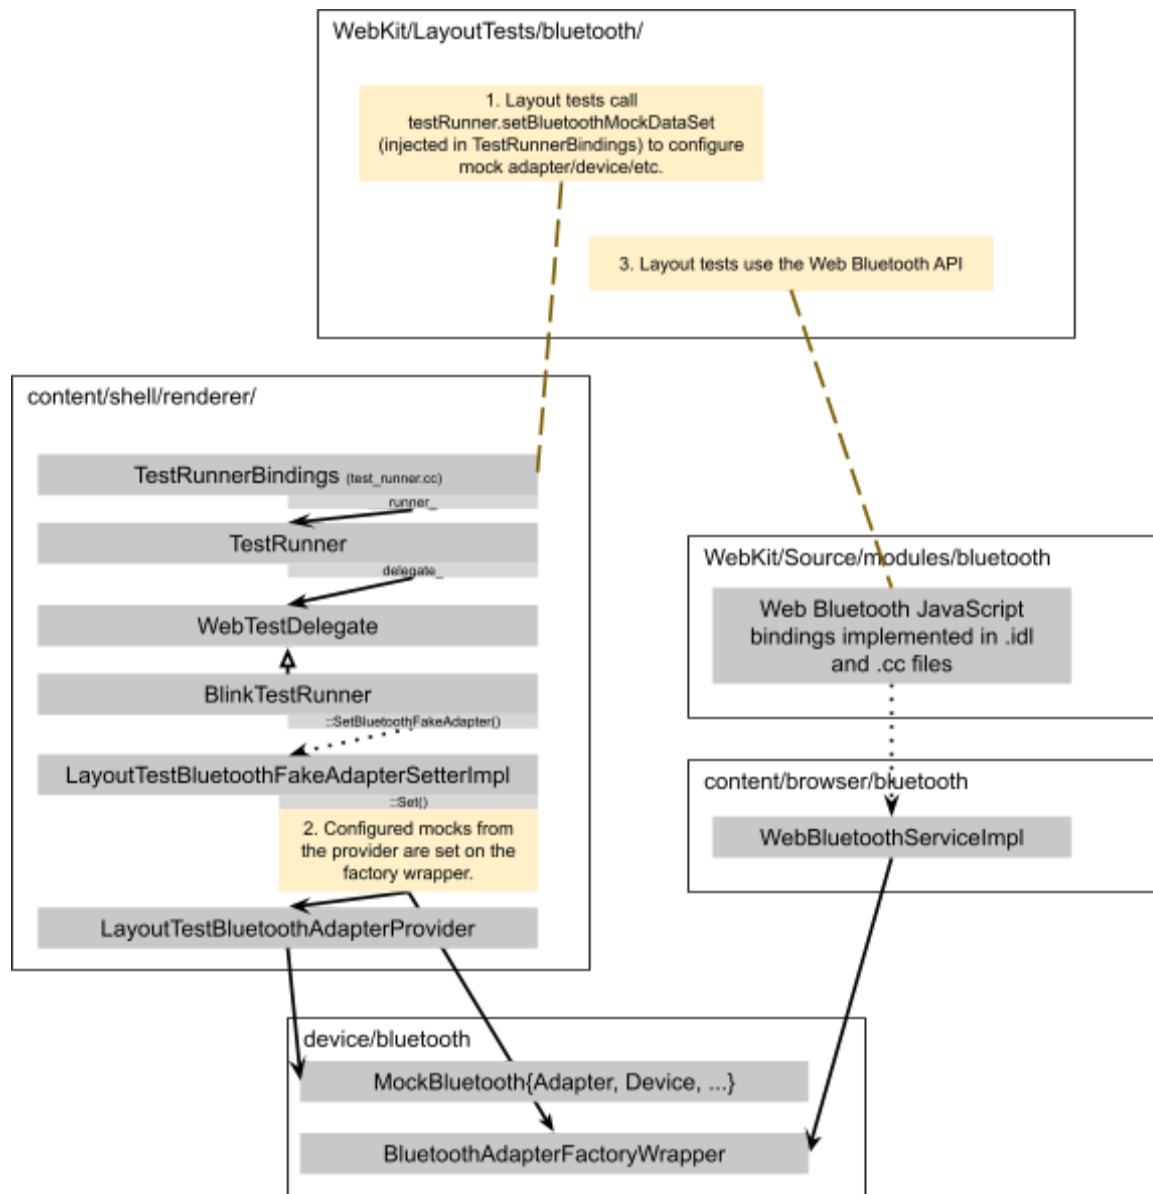 WebKit/LayoutTests/bluetooth/
1. Layout tests call
testRunner.setBluetoothMockDataSet
(injected in TestRunnerBindings) to configure
mock adapter/device/etc.
3. Layout tests use the Web Bluetooth API
content/shell/renderer/
TestRunnerBindings (test_runner.cc)
runner_
TestRunner
delegate_
WebTestDelegate
BlinkTestRunner
::SetBluetoothFakeAdapter()
LayoutTestBluetoothFakeAdapterSetterImpl
::Set()
2. Configured mocks from
the provider are set on the
factory wrapper.
LayoutTestBluetoothAdapterProvider
WebKit/Source/modules/bluetooth
Web Bluetooth JavaScript
bindings implemented in .idl
and .cc files
content/browser/bluetooth
WebBluetoothServiceImpl
device/bluetooth
MockBluetooth{Adapter, Device, ...}
BluetoothAdapterFactoryWrapper